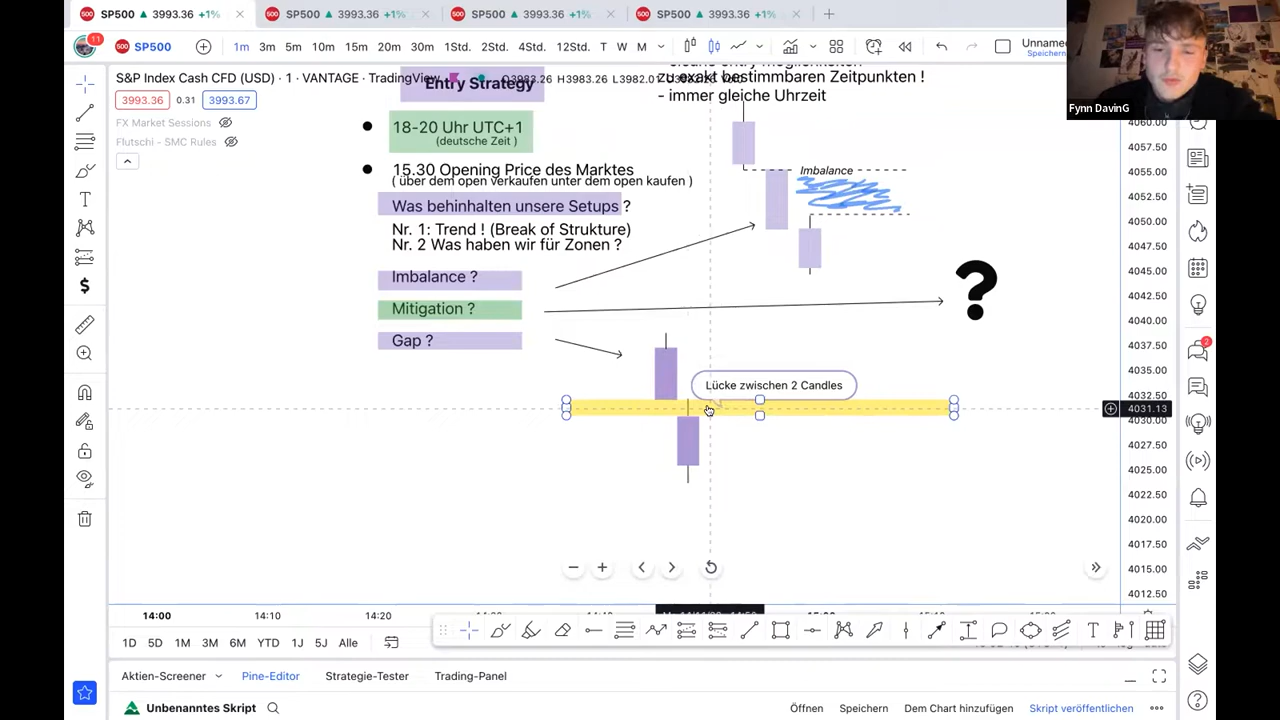 SP500 3993.36 +1%
SP500 3993.36 +1%
SP500 3993.36 +1%
SP500 3993.36 +1%
11
SP500
1m 3m 5m 10m 15m 20m 30m 1Std. 2Std. 4Std. 12Std. T W M
Speichern
S&P Index Cash CFD (USD) · 1 · VANTAGE · TradingView
H3983.26
3993.36 0.31 3993.67
FX Market Sessions
Flutschi - SMC Rules
Fynn DavinG
Entry Strategy
zu exakt bestimmbaren Zeitpunkten !
- immer gleiche Uhrzeit
18-20 Uhr UTC+1
(deutsche Zeit )
15.30 Opening Price des Marktes
( über dem open verkaufen unter dem open kaufen )
Was behinhalten unsere Setups ?
Nr. 1: Trend ! (Break of Strukture)
Nr. 2 Was haben wir für Zonen ?
Imbalance ?
Mitigation ?
Gap ?
Imbalance
?
Lücke zwischen 2 Candles
4060.00
4057.50
4055.00
4052.50
4050.00
4047.50
4045.00
4042.50
4040.00
4037.50
4035.00
4032.50
4031.13
4030.00
4027.50
4025.00
4022.50
4020.00
4017.50
4015.00
4012.50
2
14:00 14:10 14:20
1D 5D 1M 3M 6M YTD 1J 5J Alle
Aktien-Screener Pine-Editor Strategie-Tester Trading-Panel
Unbenanntes Skript Öffnen Speichern Dem Chart hinzufügen Skript veröffentlichen